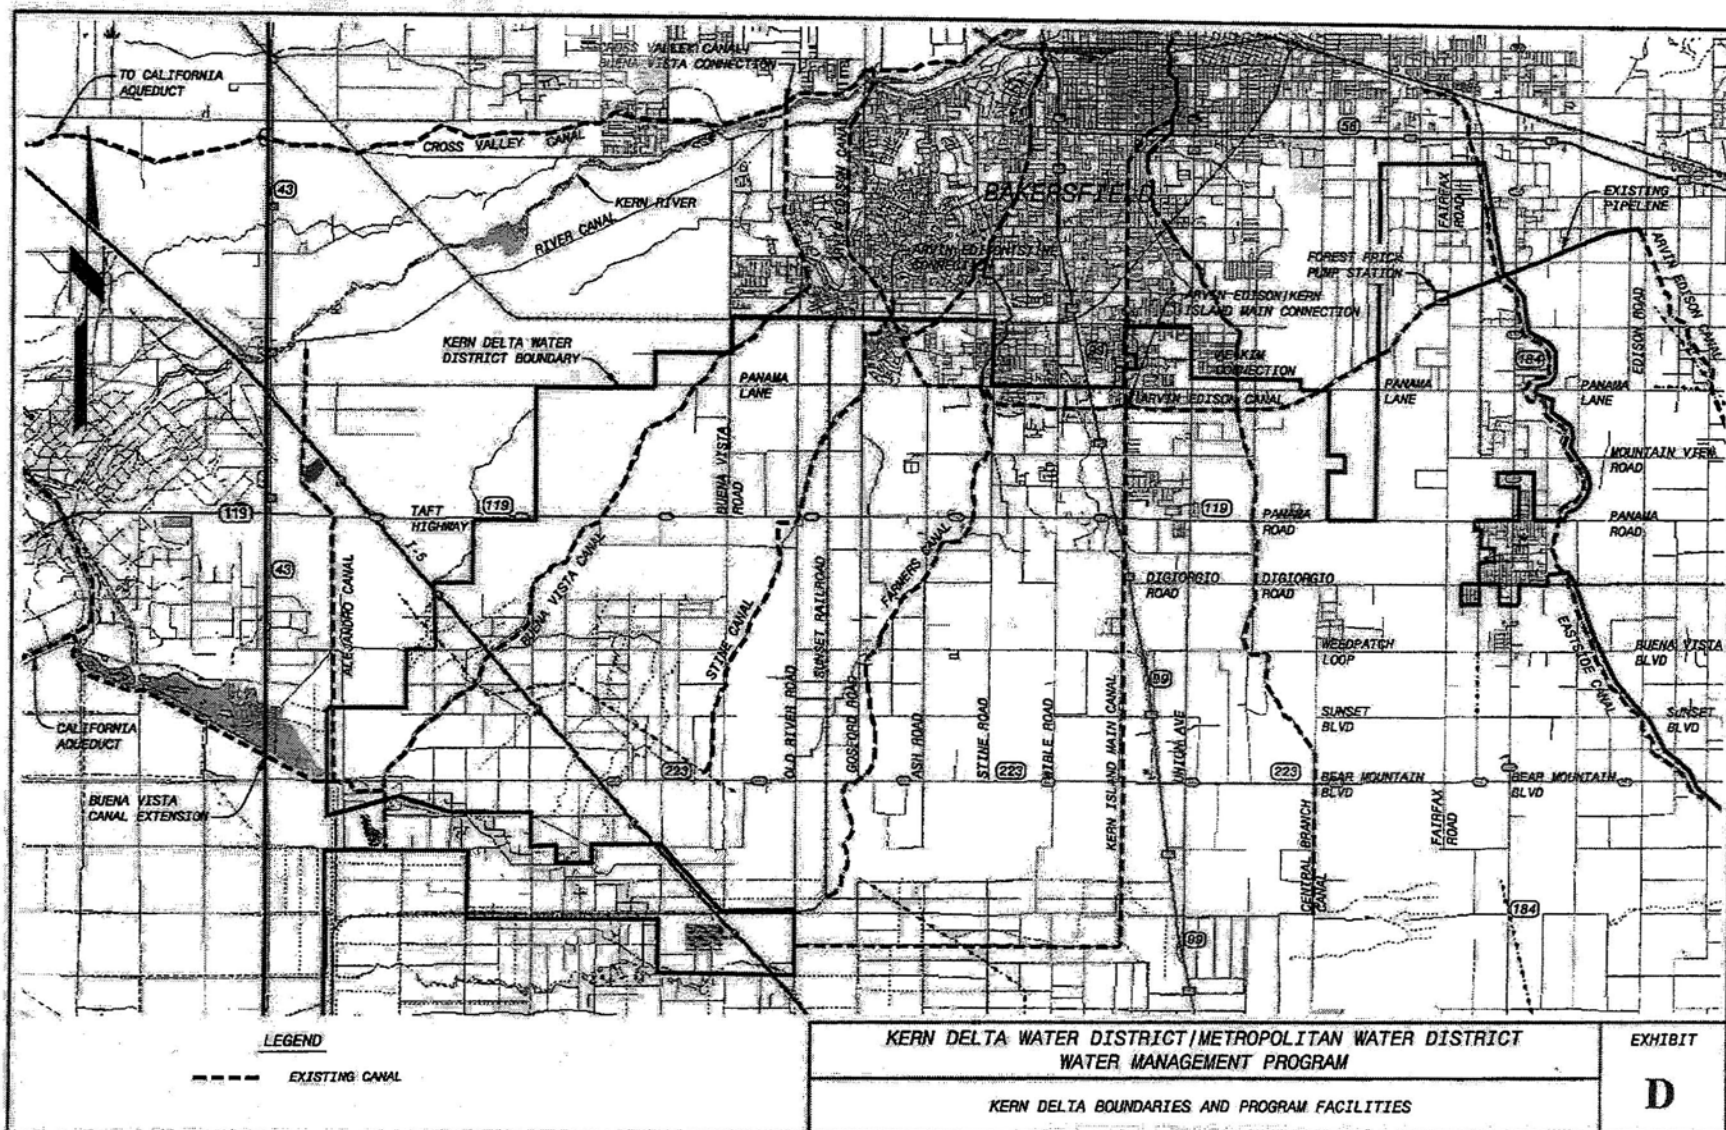 CROSS VALLEY CANAL/
BUENA VISTA CONNECTION
TO CALIFORNIA
AQUEDUCT
CROSS VALLEY CANAL
58
43
KERN RIVER
RIVER CANAL
ARVIN EDISON CANAL
BAKERSFIELD
FAIRFAX
ROAD
EXISTING
PIPELINE
ARVIN EDISON CANAL
FOREST FRICK
PUMP STATION
ARVIN EDISON/KERN
ISLAND MAIN CONNECTION
EDISON ROAD
KERN DELTA WATER
DISTRICT BOUNDARY
99
CONNECTION
184
PANAMA
LANE
PANAMA
LANE
PANAMA
LANE
ARVIN EDISON CANAL
BUENA VISTA
ROAD
MOUNTAIN VIEW
ROAD
119
TAFT
HIGHWAY
119
119
PANAMA
ROAD
PANAMA
ROAD
I-5
43
ALEJANDRO CANAL
BUENA VISTA CANAL
STINE CANAL
FARMERS CANAL
SUNSET RAILROAD
DIGIORGIO
ROAD
DIGIORGIO
ROAD
WEEDPATCH
LOOP
EASTSIDE CANAL
BUENA VISTA
BLVD
99
OLD RIVER ROAD
GOSFORD ROAD
ASH ROAD
STINE ROAD
WIBLE ROAD
KERN ISLAND MAIN CANAL
UNION AVE
SUNSET
BLVD
SUNSET
BLVD
CALIFORNIA
AQUEDUCT
223
223
223
BEAR MOUNTAIN
BLVD
BEAR MOUNTAIN
BLVD
BUENA VISTA
CANAL EXTENSION
CENTRAL BRANCH
CANAL
FAIRFAX
ROAD
184
99
LEGEND
EXISTING CANAL
KERN DELTA WATER DISTRICT/METROPOLITAN WATER DISTRICT
WATER MANAGEMENT PROGRAM
KERN DELTA BOUNDARIES AND PROGRAM FACILITIES
EXHIBIT
D